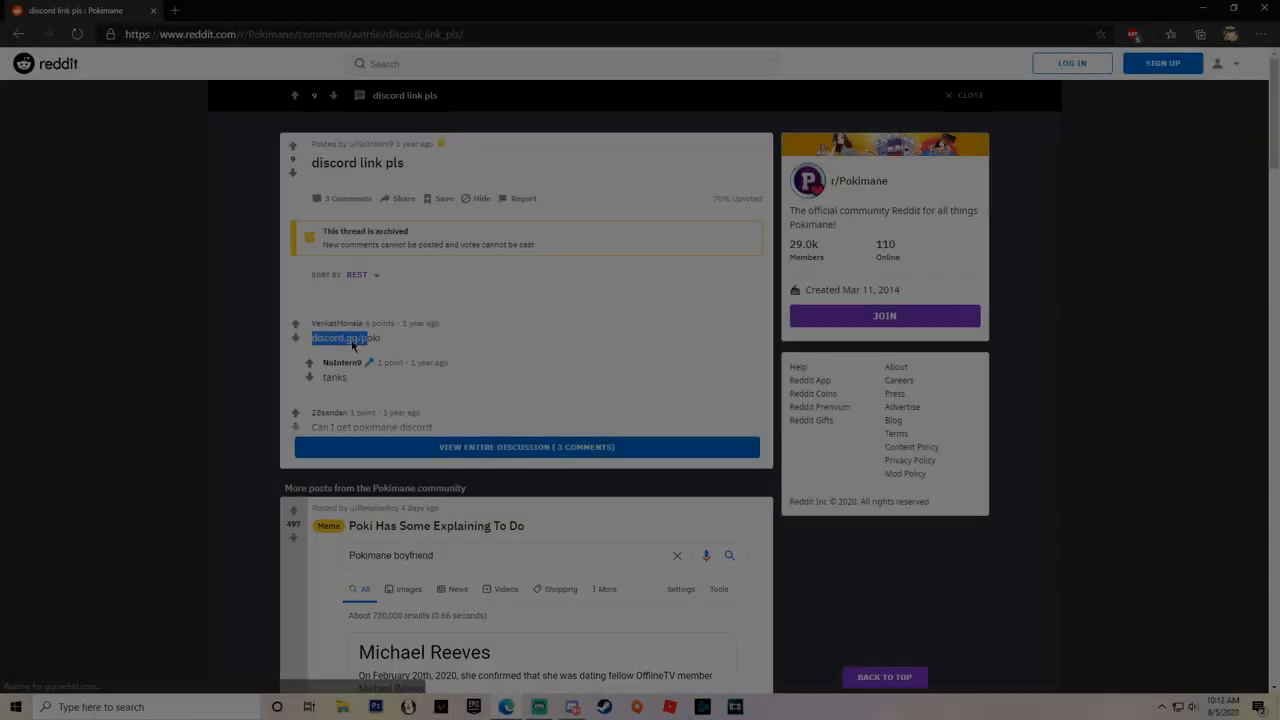 discord link pls : Pokimane
https://www.reddit.com/r/Pokimane/comments/aatr6n/discord_link_pls/
reddit
Search
LOG IN
SIGN UP
9
discord link pls
CLOSE
Posted by u/NoIntern9 1 year ago
9
discord link pls
3 Comments
Share
Save
Hide
Report
70% Upvoted
This thread is archived
New comments cannot be posted and votes cannot be cast
SORT BY BEST
VenkatMonala 6 points · 1 year ago
discord.gg/poki
NoIntern9 1 point · 1 year ago
tanks
28sandan 1 point · 1 year ago
Can I get pokimane discord
VIEW ENTIRE DISCUSSION ( 3 COMMENTS)
More posts from the Pokimane community
Posted by u/ResolveBoy 4 days ago
497
Meme Poki Has Some Explaining To Do
Pokimane boyfriend
All
Images
News
Videos
Shopping
More
Settings
Tools
About 730,000 results (0.66 seconds)
Michael Reeves
On February 20th, 2020, she confirmed that she was dating fellow OfflineTV member
Michael Reeves
r/Pokimane
The official community Reddit for all things
Pokimane!
29.0k
110
Members
Online
Created Mar 11, 2014
JOIN
Help
About
Reddit App
Careers
Reddit Coins
Press
Reddit Premium
Advertise
Reddit Gifts
Blog
Terms
Content Policy
Privacy Policy
Mod Policy
Reddit Inc © 2020. All rights reserved
BACK TO TOP
Waiting for gql.reddit.com...
Type here to search
10:12 AM
8/5/2020